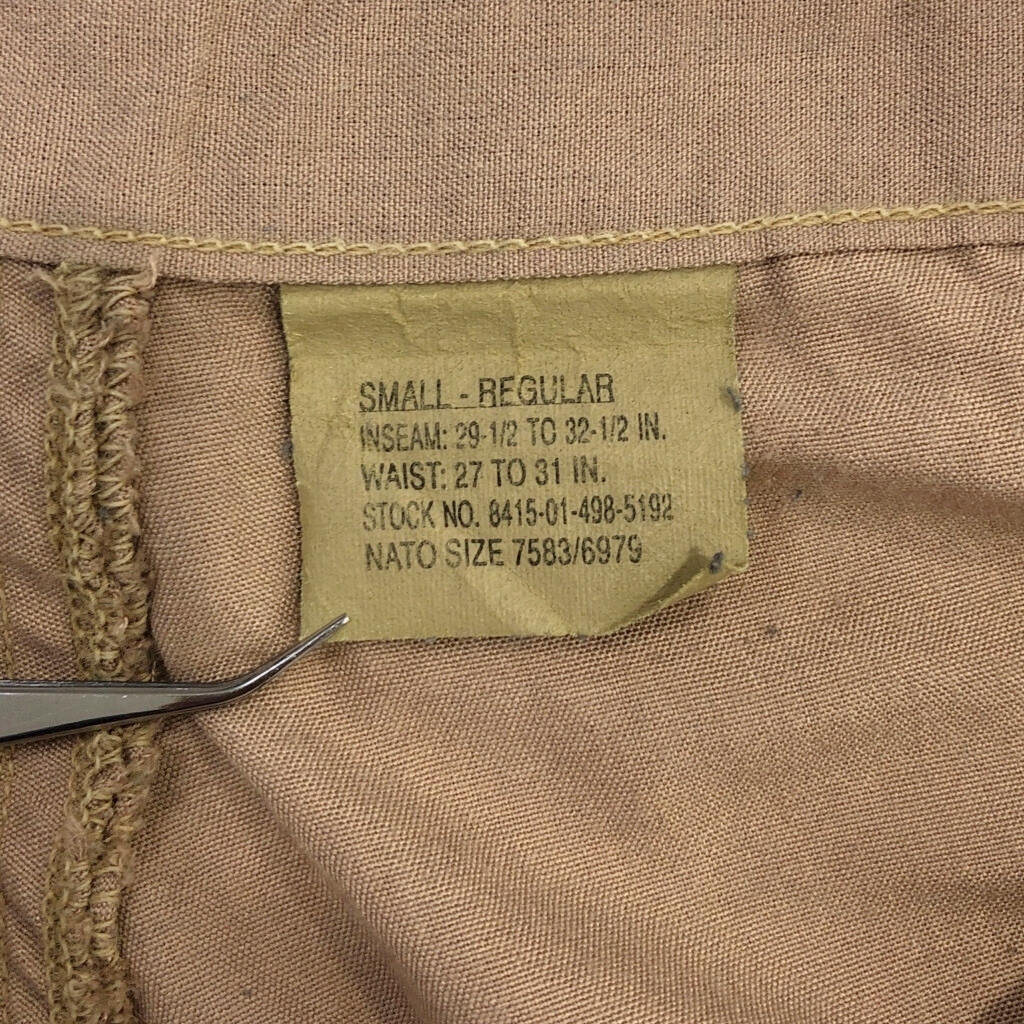 SMALL - REGULAR
INSEAM: 29-1/2 TO 32-1/2 IN.
WAIST: 27 TO 31 IN.
STOCK NO. 8415-01-498-5192
NATO SIZE 7583/6979